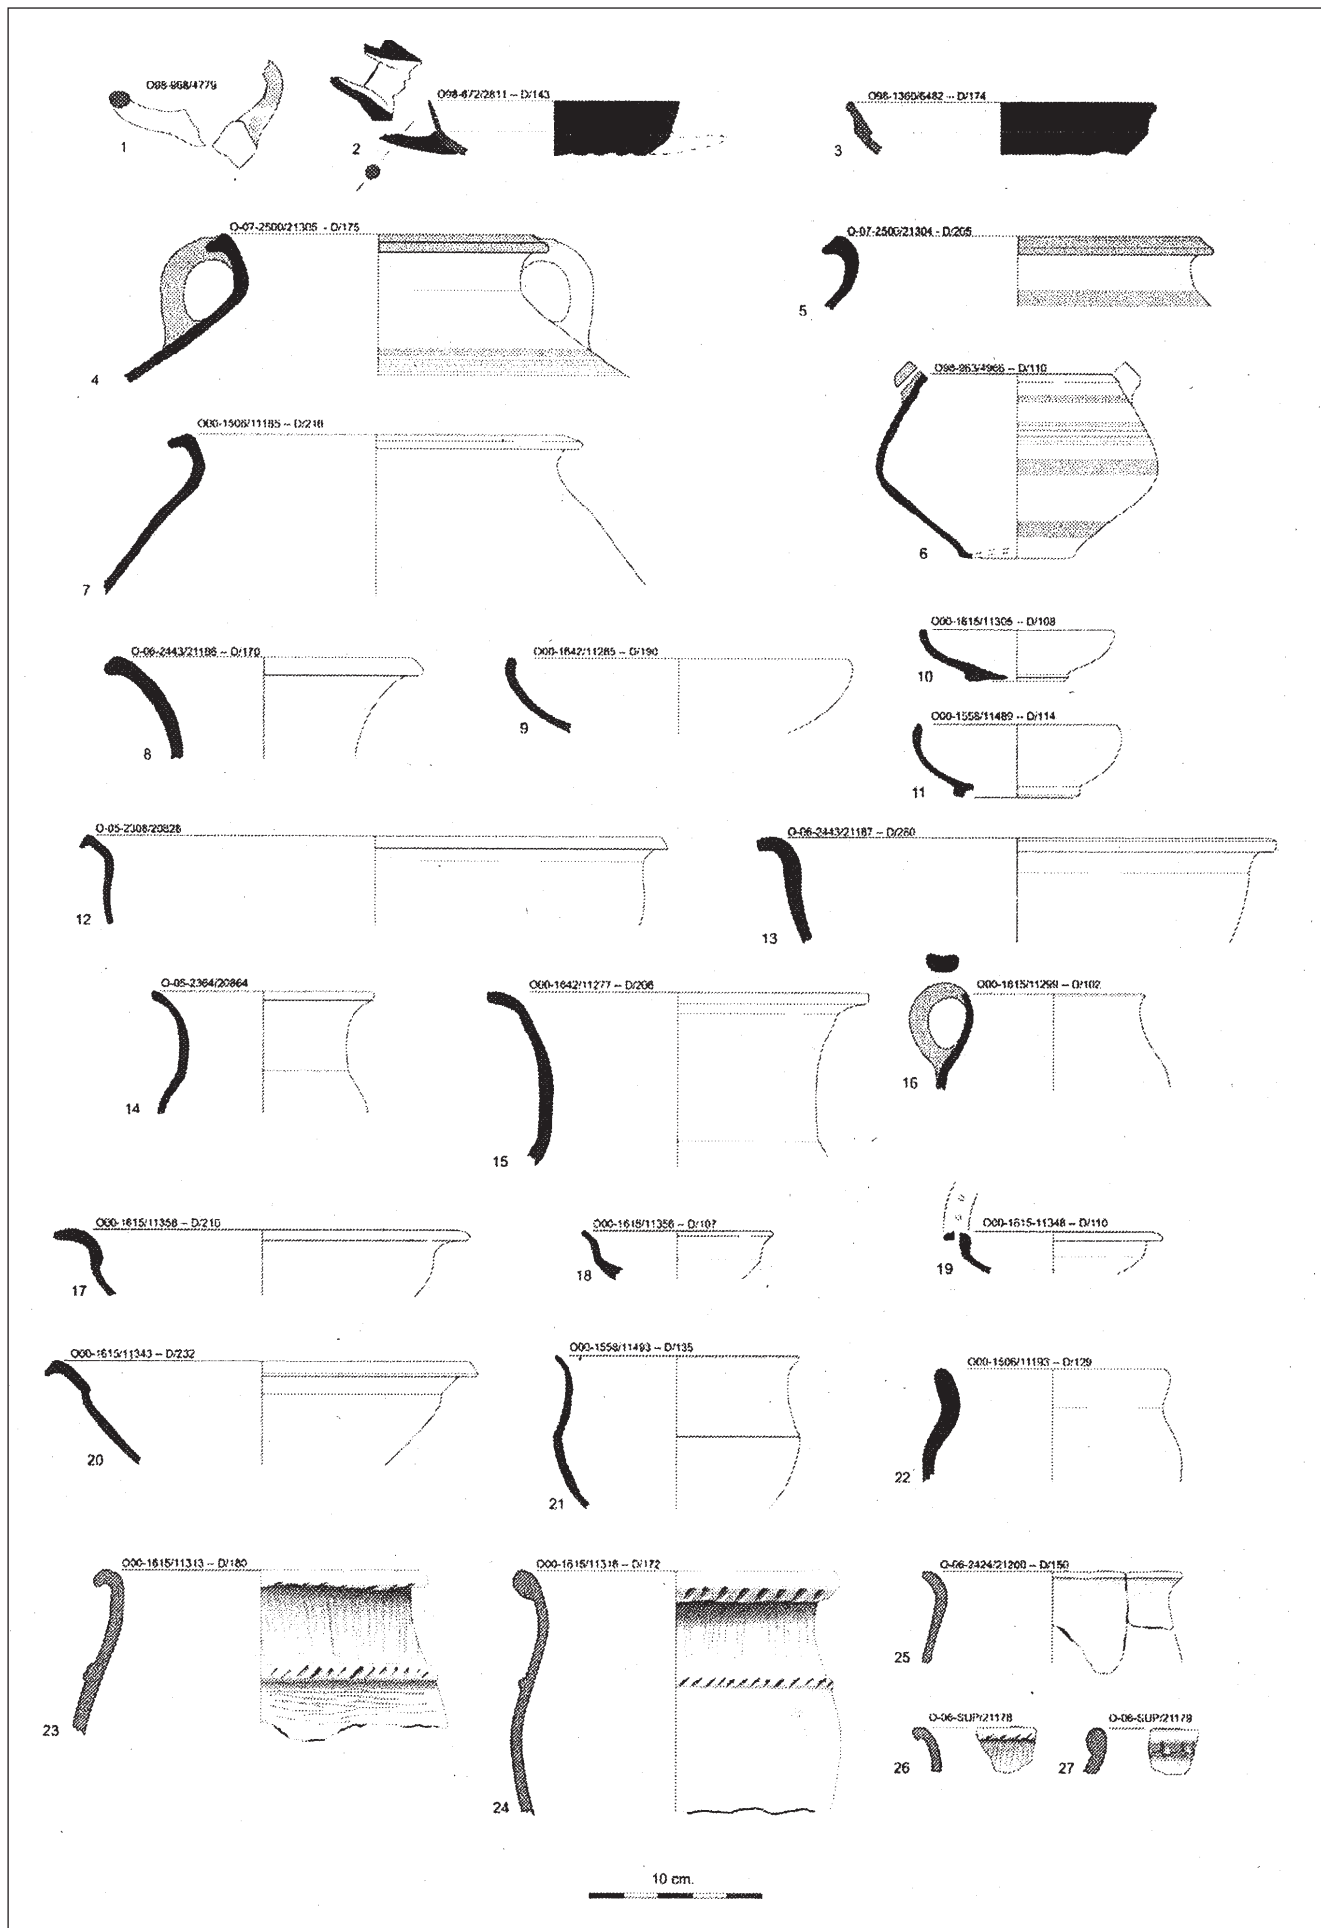 O98-968/4779
1
2
O98-872/2811 – D/143
O98-1360/6482 – D/174
3
O-07-2500/21305 - D/175
4
O-07-2500/21304 - D/205
5
O98-963/4966 – D/110
6
O00-1506/11185 – D/218
7
O-06-2443/21186 – D/170
8
O00-1642/11285 – D/190
9
O00-1615/11305 – D/108
10
O00-1558/11489 – D/114
11
O-05-2308/20828
12
O-06-2443/21187 – D/260
13
O-05-2364/20864
14
O00-1642/11277 – D/206
15
O00-1615/11299 – D/102
16
O00-1615/11358 – D/210
17
O00-1615/11356 – D/107
18
O00-1615-11348 – D/110
19
O00-1615/11343 – D/232
20
O00-1558/11493 – D/135
21
O00-1506/11193 – D/129
22
O00-1615/11313 – D/180
23
O00-1615/11316 – D/172
24
O-06-2424/21200 – D/150
25
O-06-SUP/21178
26
O-06-SUP/21179
27
10 cm.